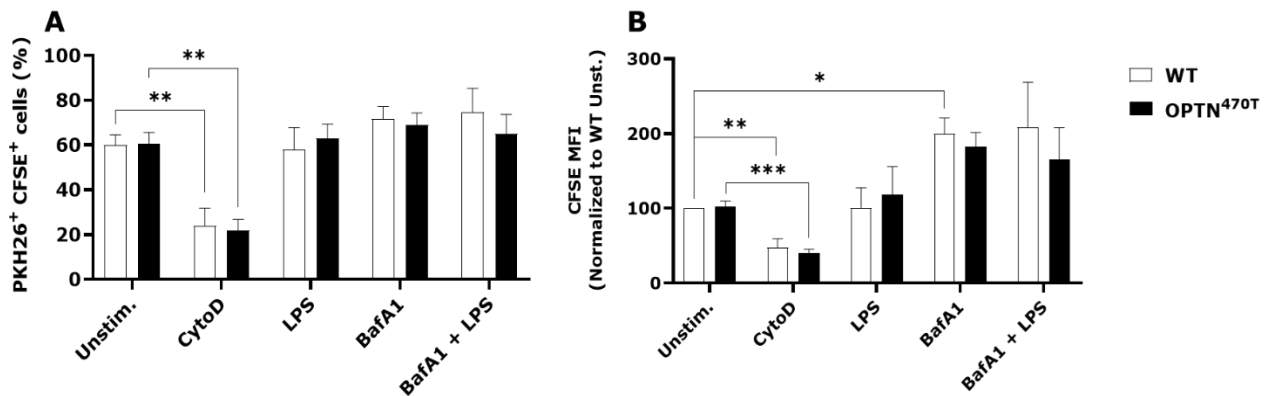 A
PKH26⁺ CFSE⁺ cells (%)
100
80
60
40
20
0
**
**
Unstim.
CytoD
LPS
BafA1
BafA1 + LPS
B
CFSE MFI
(Normalized to WT Unst.)
300
200
100
0
*
**
***
Unstim.
CytoD
LPS
BafA1
BafA1 + LPS
WT
OPTN⁴⁷⁰ᵀ